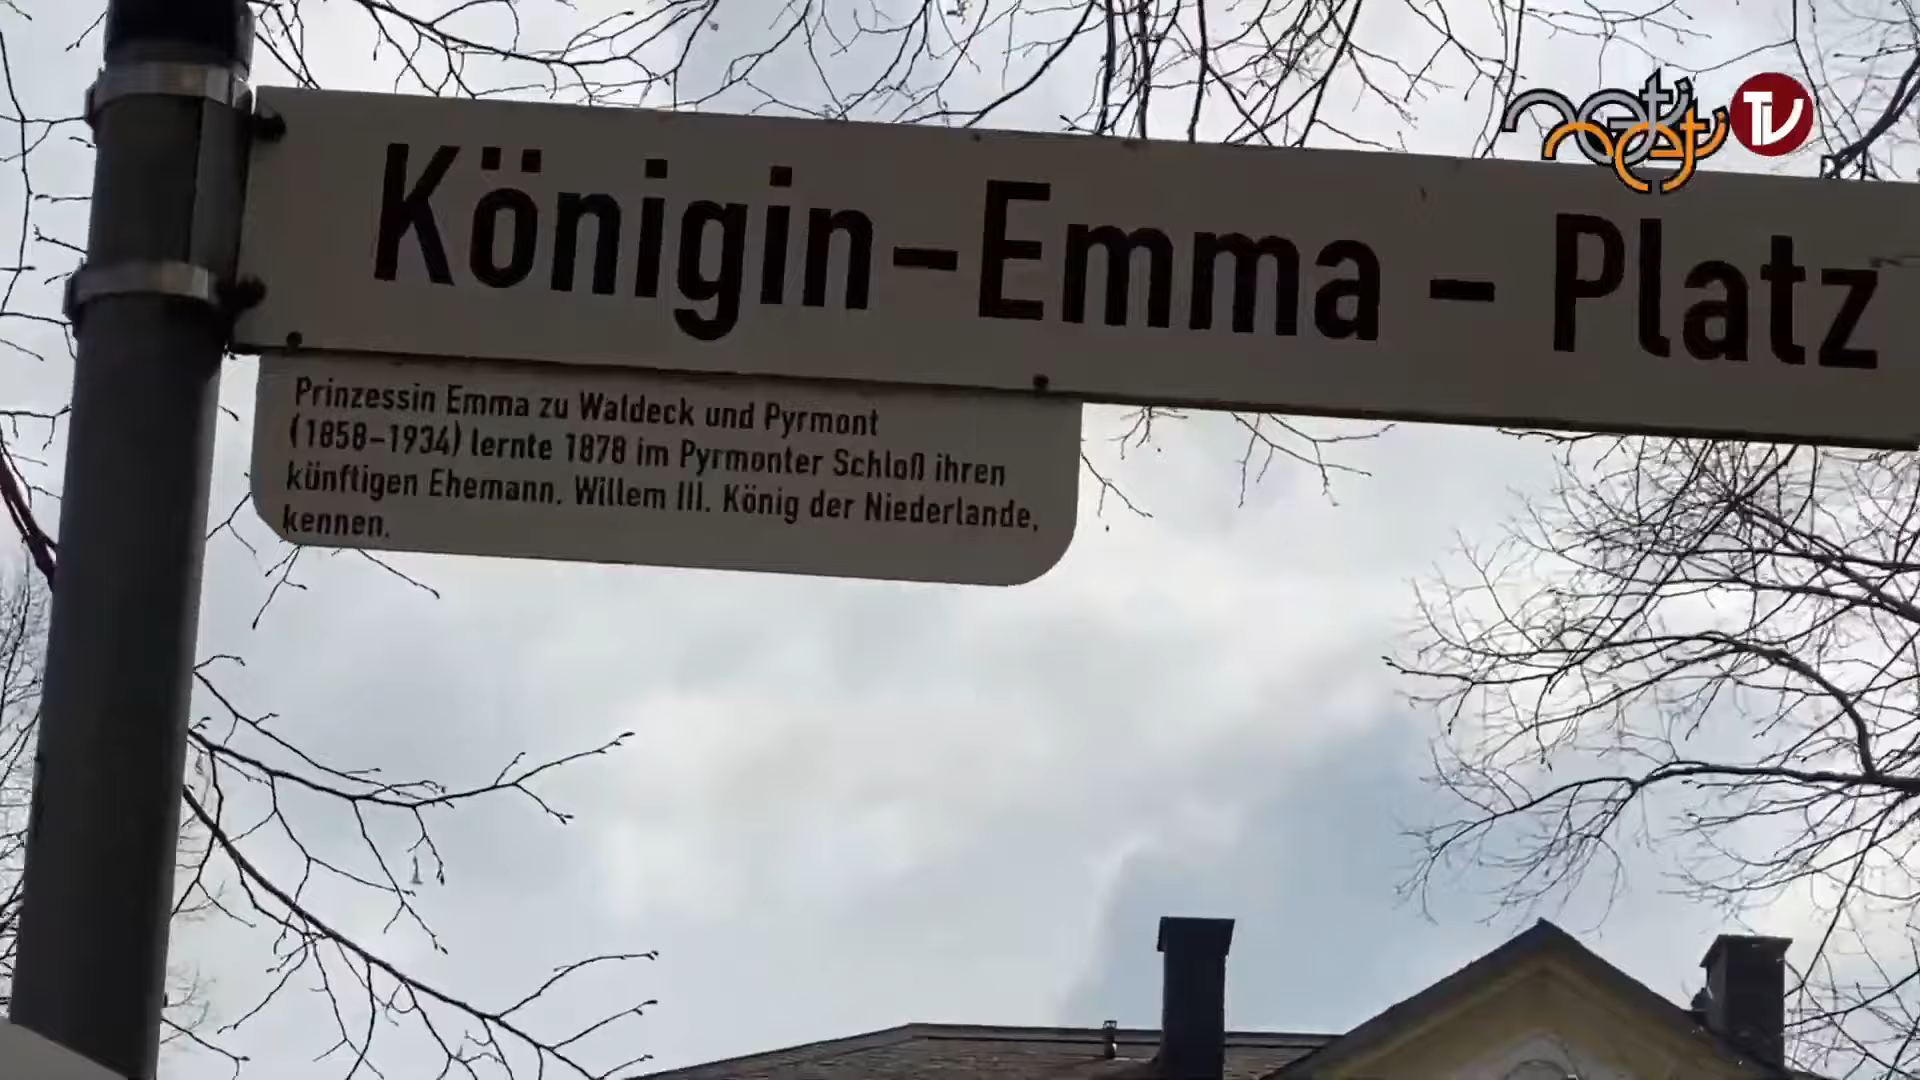 Königin-Emma-Platz
Prinzessin Emma zu Waldeck und Pyrmont
(1858-1934) lernte 1878 im Pyrmonter Schloß ihren
künftigen Ehemann, Willem III. König der Niederlande,
kennen.
TV